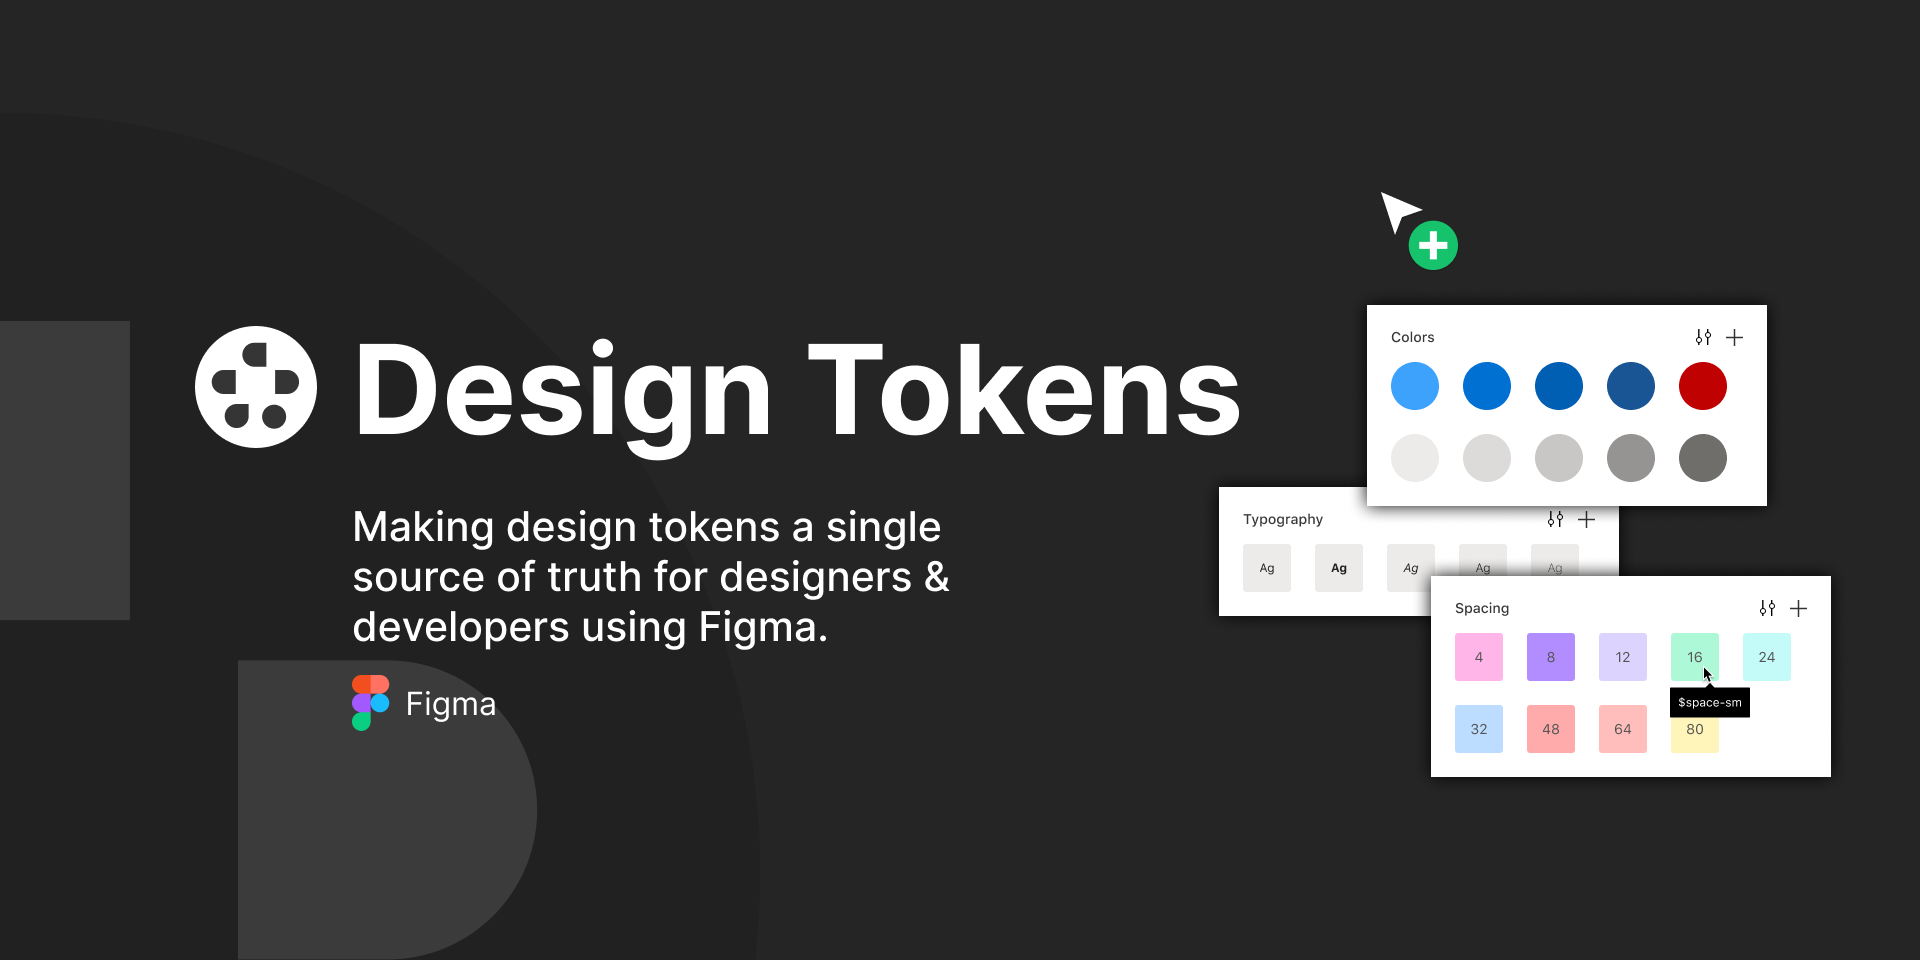 Design Tokens
Making design tokens a single
source of truth for designers &
developers using Figma.
Figma
Colors
Typography
Ag Ag Ag Ag Ag
Spacing
4 8 12 16 24
$space-sm
32 48 64 80